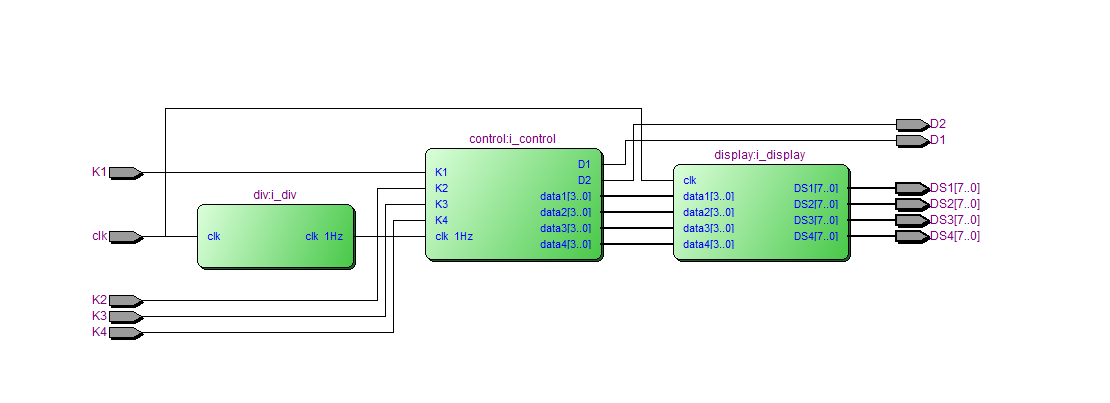 D2
D1
control:i_control
display:i_display
K1
K1
D1
D2
K2
K3
K4
clk 1Hz
data1[3..0]
data2[3..0]
data3[3..0]
data4[3..0]
clk
data1[3..0]
data2[3..0]
data3[3..0]
data4[3..0]
DS1[7..0]
DS2[7..0]
DS3[7..0]
DS4[7..0]
DS1[7..0]
DS2[7..0]
DS3[7..0]
DS4[7..0]
div:i_div
clk
clk
clk 1Hz
K2
K3
K4